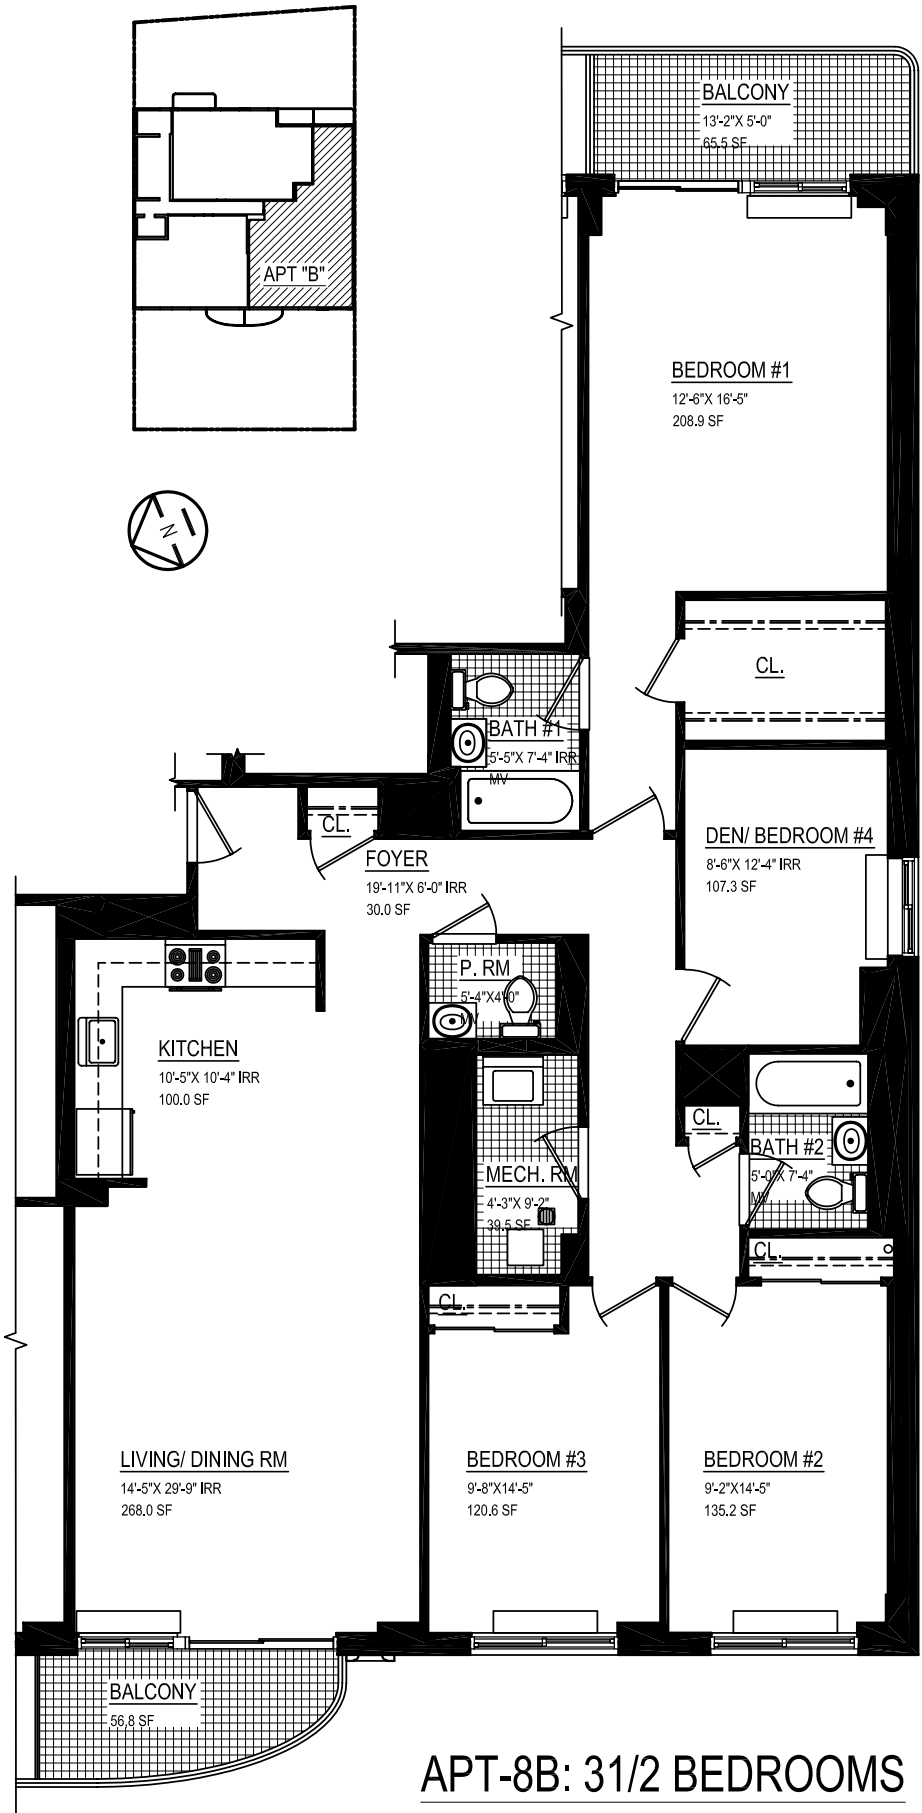 BALCONY
13'-2"X 5'-0"
65.5 SF
APT "B"
BEDROOM #1
12'-6"X 16'-5"
208.9 SF
N
CL.
BATH #1
5'-5"X 7'-4" IRR
MV
CL.
DEN/ BEDROOM #4
8'-6"X 12'-4" IRR
107.3 SF
FOYER
19'-11"X 6'-0" IRR
30.0 SF
P. RM
5'-4"X4'-0"
MV
KITCHEN
10'-5"X 10'-4" IRR
100.0 SF
CL.
BATH #2
5'-0"X 7'-4"
MV
MECH. RM
4'-3"X 9'-2"
39.5 SF
CL.
CL.
LIVING/ DINING RM
14'-5"X 29'-9" IRR
268.0 SF
BEDROOM #3
9'-8"X14'-5"
120.6 SF
BEDROOM #2
9'-2"X14'-5"
135.2 SF
BALCONY
56,8 SF
APT-8B: 31/2 BEDROOMS